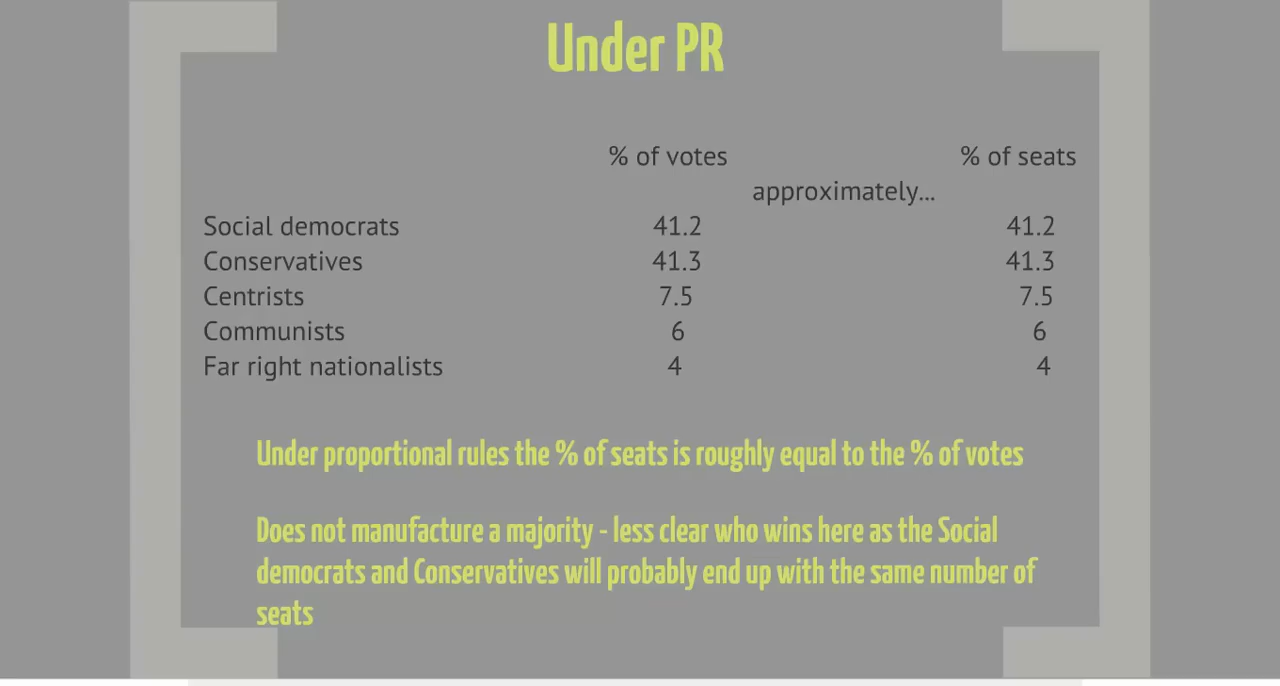 Under PR
% of votes % of seats
approximately...
Social democrats 41.2 41.2
Conservatives 41.3 41.3
Centrists 7.5 7.5
Communists 6 6
Far right nationalists 4 4
Under proportional rules the % of seats is roughly equal to the % of votes
Does not manufacture a majority - less clear who wins here as the Social
democrats and Conservatives will probably end up with the same number of
seats